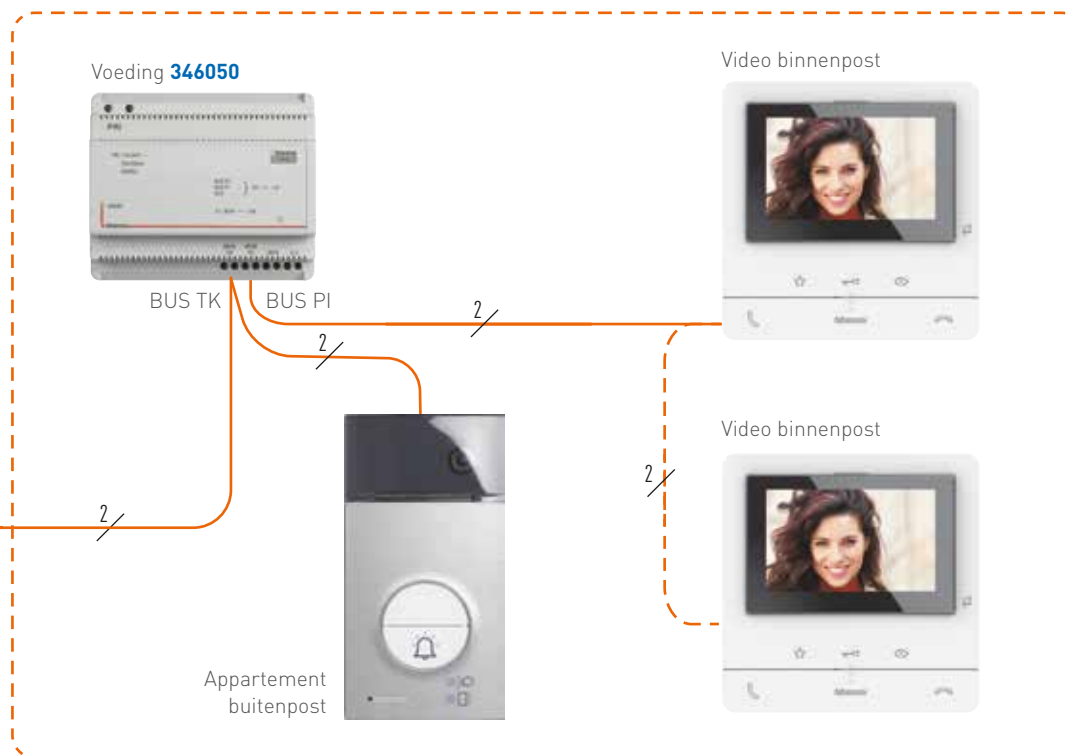 Voeding 346050
Video binnenpost
BUS TK
BUS PI
2
2
Video binnenpost
2
2
Appartement
buitenpost